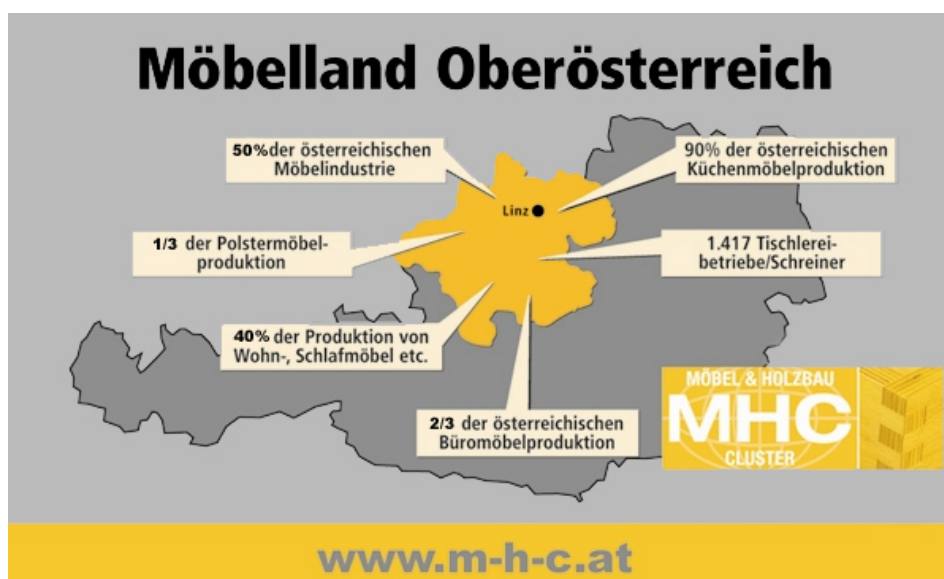 Möbelland Oberösterreich
50% der österreichischen
Möbelindustrie
90% der österreichischen
Küchenmöbelproduktion
Linz
1/3 der Polstermöbel-
produktion
1.417 Tischlerei-
betriebe/Schreiner
40% der Produktion von
Wohn-, Schlafmöbel etc.
2/3 der österreichischen
Büromöbelproduktion
MÖBEL & HOLZBAU
MHC
CLUSTER
www.m-h-c.at